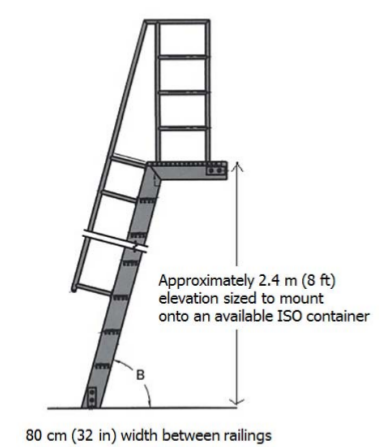 Approximately 2.4 m (8 ft)
elevation sized to mount
onto an available ISO container
B
80 cm (32 in) width between railings